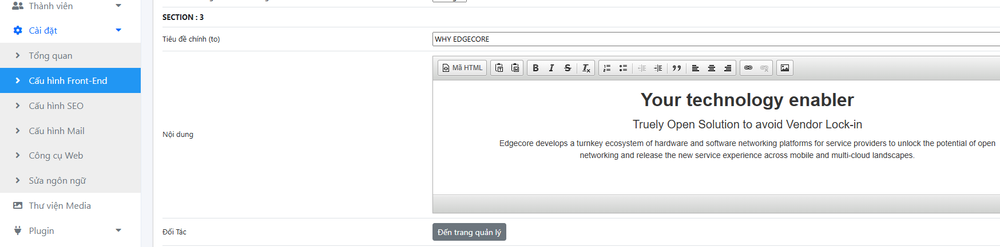 Thành viên
Cài đặt
Tổng quan
Cấu hình Front-End
Cấu hình SEO
Cấu hình Mail
Công cụ Web
Sửa ngôn ngữ
Thư viện Media
Plugin
SECTION : 3
Tiêu đề chính (to)
WHY EDGECORE
Nội dung
Mã HTML
Your technology enabler
Truely Open Solution to avoid Vendor Lock-in
Edgecore develops a turnkey ecosystem of hardware and software networking platforms for service providers to unlock the potential of open
networking and release the new service experience across mobile and multi-cloud landscapes.
Đối Tác
Đến trang quản lý